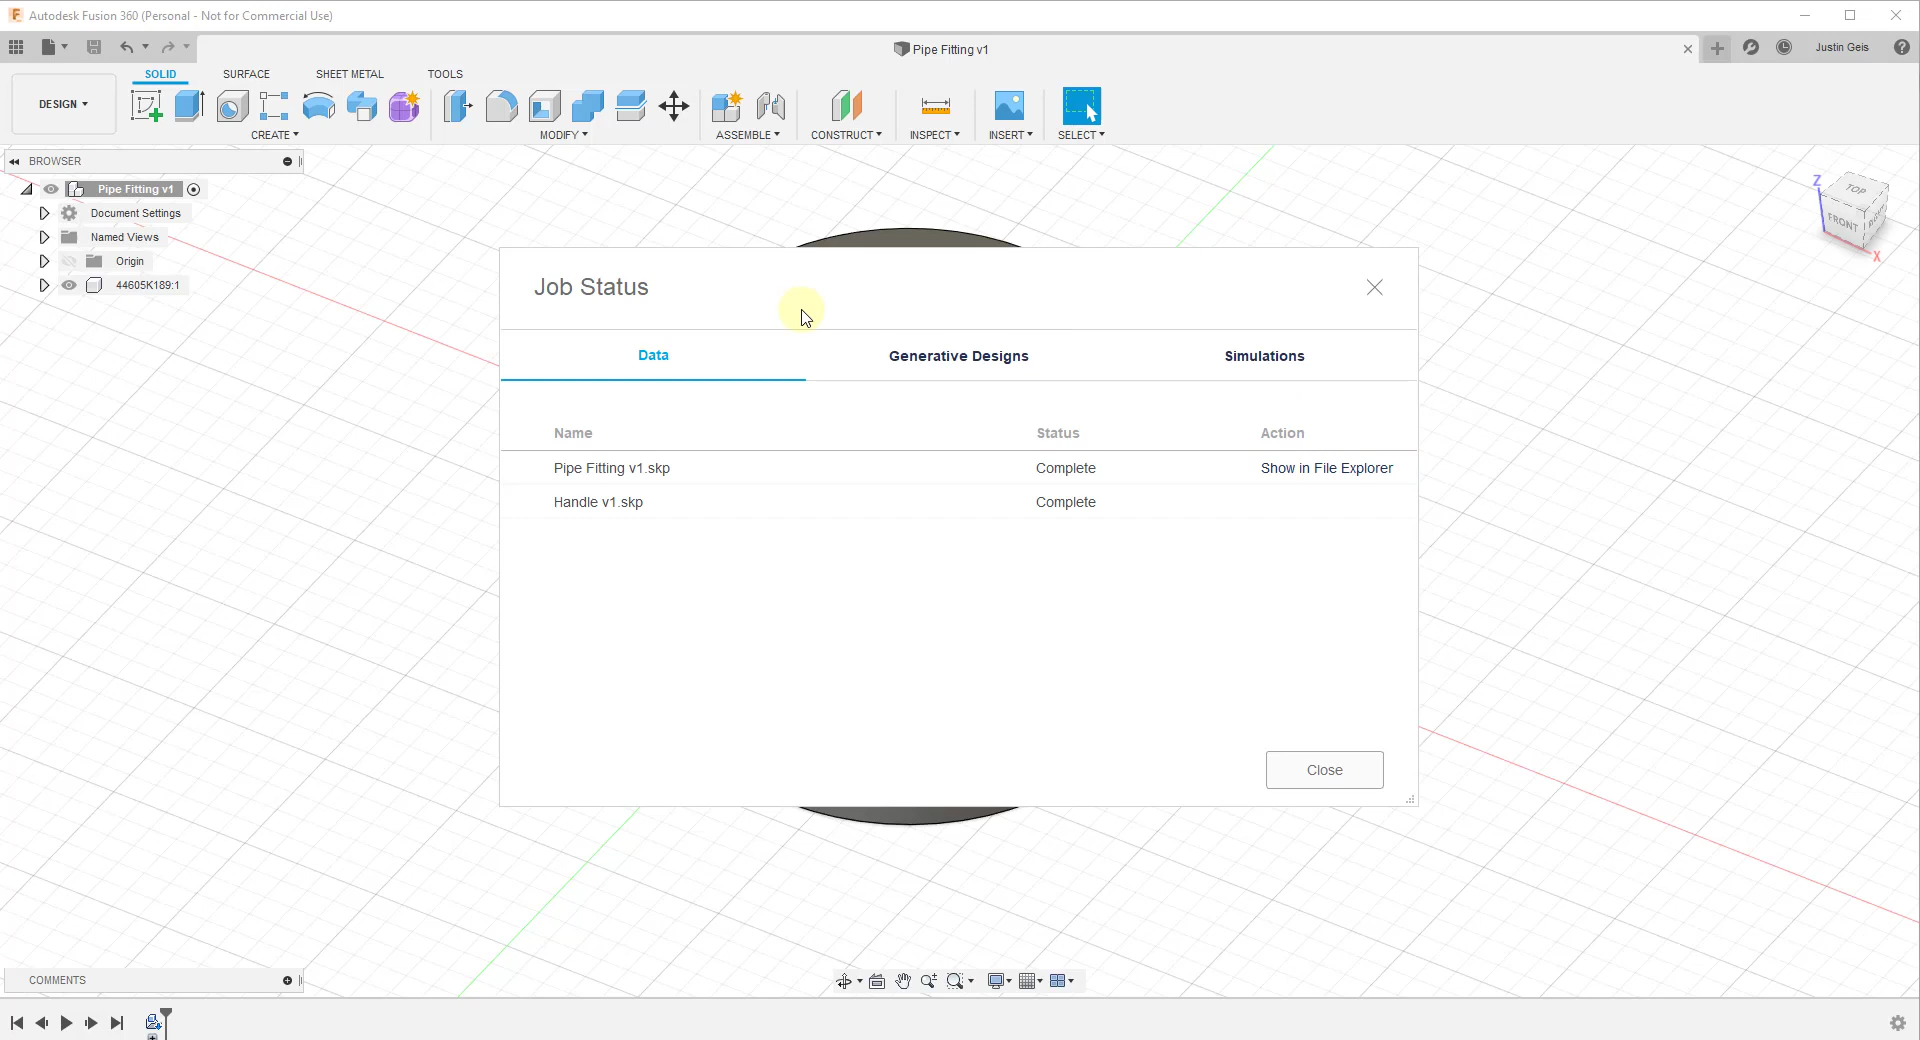 Autodesk Fusion 360 (Personal - Not for Commercial Use)
Pipe Fitting v1
Justin Geis
SOLID SURFACE SHEET METAL TOOLS
DESIGN
CREATE MODIFY ASSEMBLE CONSTRUCT INSPECT INSERT SELECT
BROWSER
Pipe Fitting v1
Document Settings
Named Views
Origin
44605K189:1
Z
TOP
FRONT
RIGHT
X
Job Status
Data Generative Designs Simulations
Name Status Action
Pipe Fitting v1.skp Complete Show in File Explorer
Handle v1.skp Complete
Close
COMMENTS